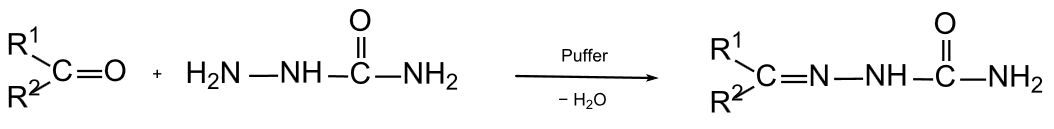 O O
R¹ R¹
C=O + H₂N—NH—C—NH₂ Puffer C=N—NH—C—NH₂
R² − H₂O R²